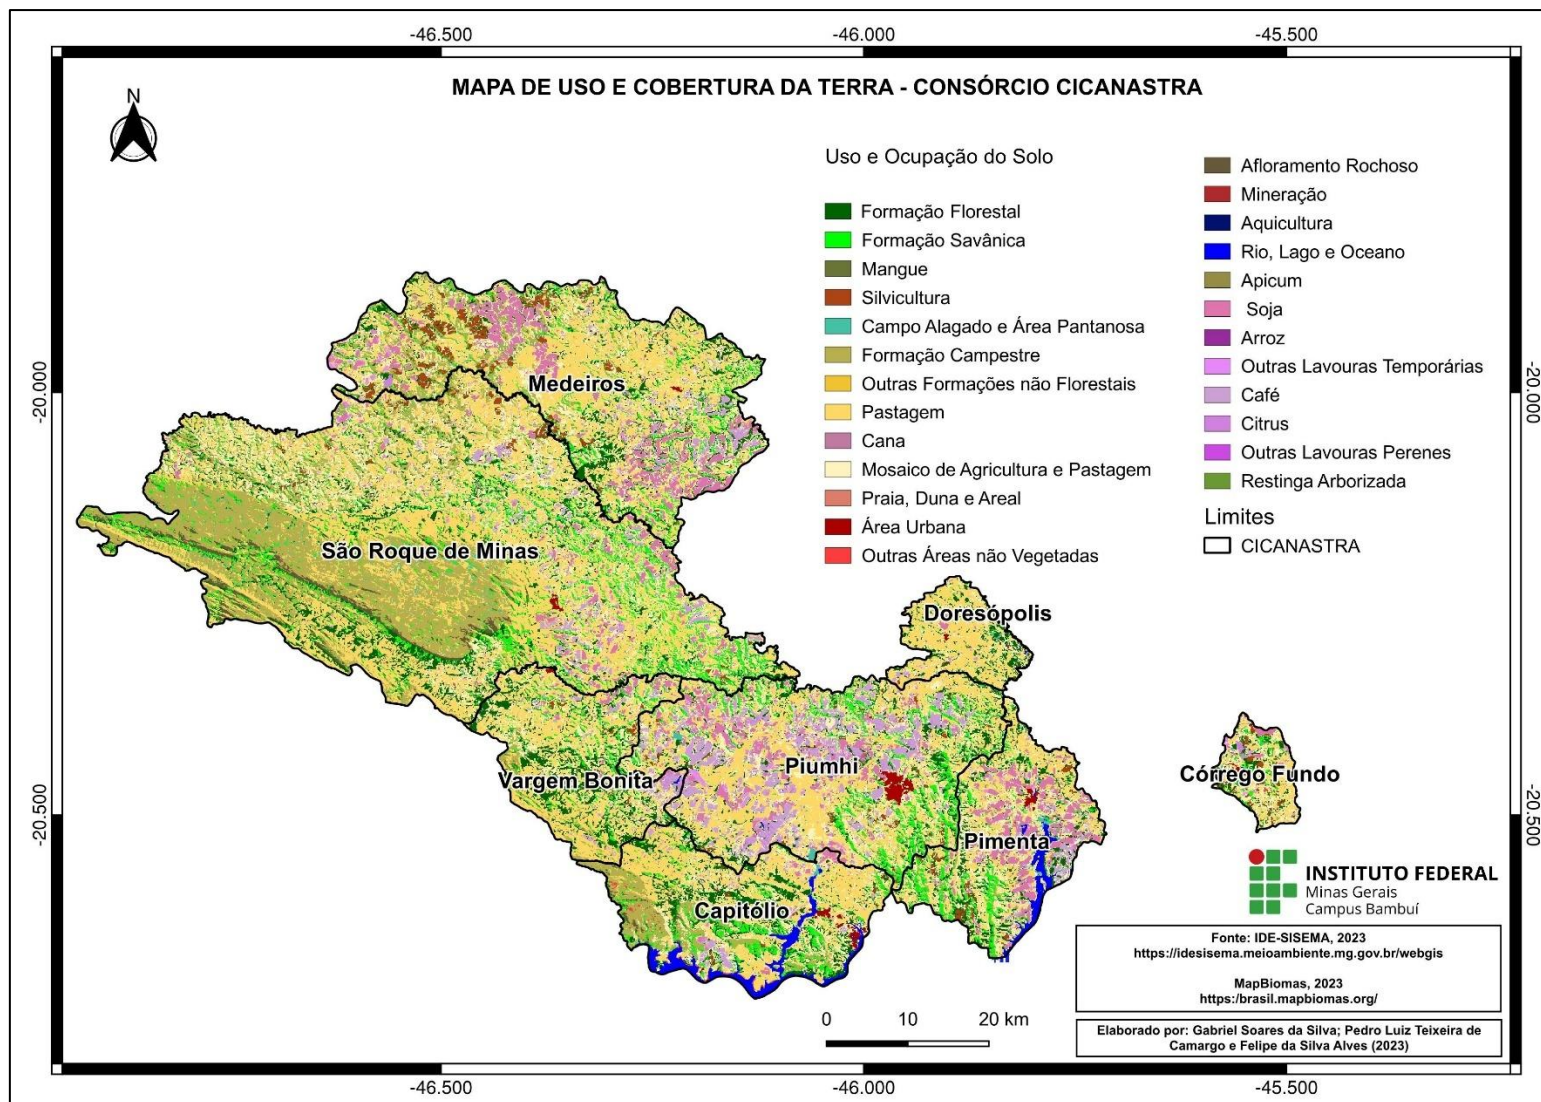 -46.500
-46.000
-45.500
MAPA DE USO E COBERTURA DA TERRA - CONSÓRCIO CICANASTRA
N
Uso e Ocupação do Solo
Formação Florestal
Formação Savânica
Mangue
Silvicultura
Campo Alagado e Área Pantanosa
Formação Campestre
Outras Formações não Florestais
Pastagem
Cana
Mosaico de Agricultura e Pastagem
Praia, Duna e Areal
Área Urbana
Outras Áreas não Vegetadas
Afloramento Rochoso
Mineração
Aquicultura
Rio, Lago e Oceano
Apicum
Soja
Arroz
Outras Lavouras Temporárias
Café
Citrus
Outras Lavouras Perenes
Restinga Arborizada
Limites
CICANASTRA
-20.000
-20.000
Medeiros
São Roque de Minas
Doresópolis
Vargem Bonita
Piumhi
Córrego Fundo
-20.500
-20.500
Pimenta
Capitólio
INSTITUTO FEDERAL
Minas Gerais
Campus Bambuí
Fonte: IDE-SISEMA, 2023
https://idesisema.meioambiente.mg.gov.br/webgis
MapBiomas, 2023
https:/brasil.mapbiomas.org/
0 10 20 km
Elaborado por: Gabriel Soares da Silva; Pedro Luiz Teixeira de
Camargo e Felipe da Silva Alves (2023)
-46.500
-46.000
-45.500